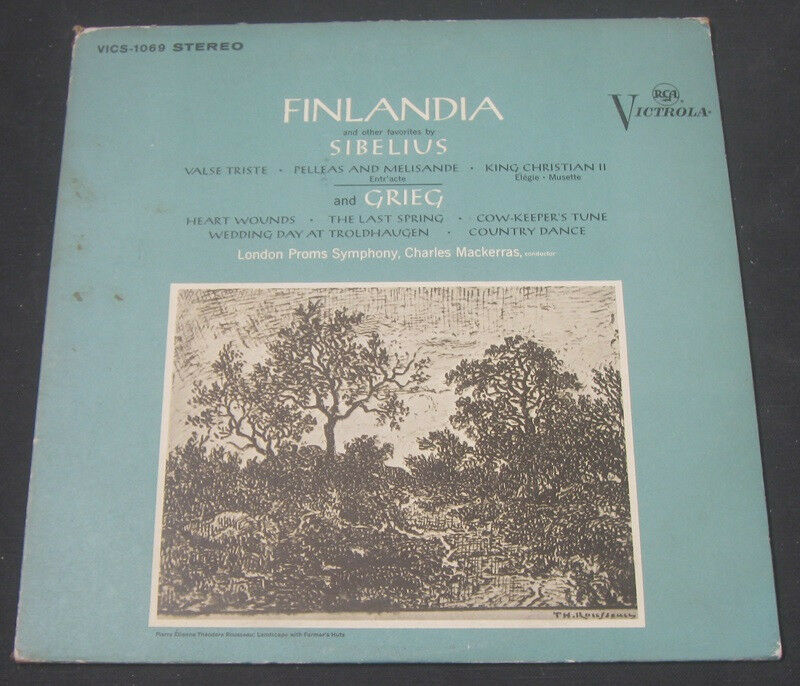 VICS-1069 STEREO
RCA
VICTROLA
FINLANDIA
and other favorites by
SIBELIUS
VALSE TRISTE · PELLEAS AND MELISANDE · KING CHRISTIAN II
Entr'acte Élégie · Musette
and GRIEG
HEART WOUNDS · THE LAST SPRING · COW-KEEPER'S TUNE
WEDDING DAY AT TROLDHAUGEN · COUNTRY DANCE
London Proms Symphony, Charles Mackerras, conductor
TH. Rousseau
Pierre Étienne Théodore Rousseau: Landscape with Farmer's Huts